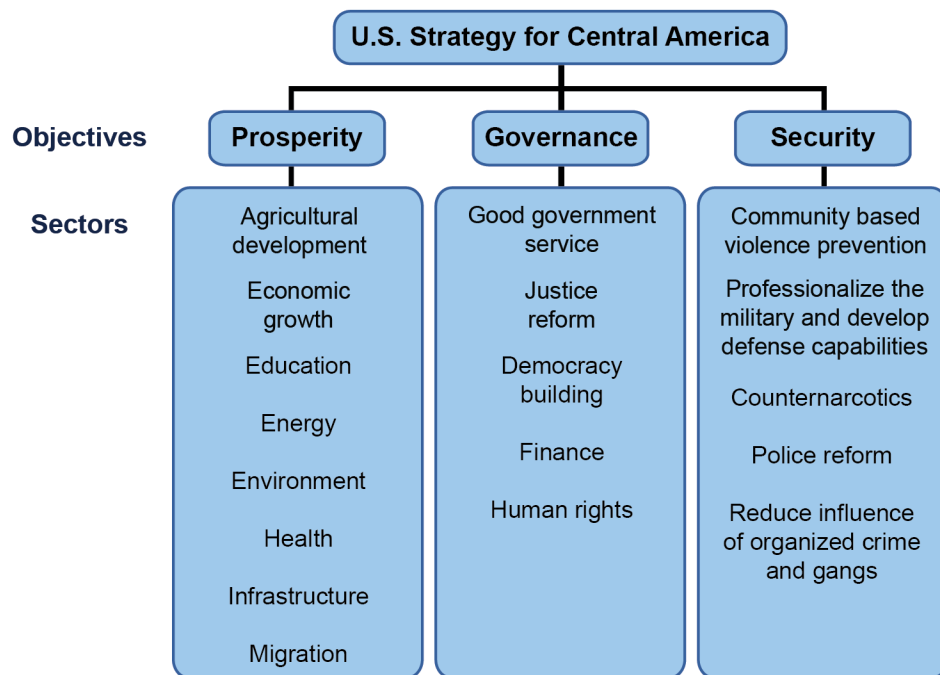 U.S. Strategy for Central America
Objectives
Prosperity
Governance
Security
Sectors
Agricultural
development
Economic
growth
Education
Energy
Environment
Health
Infrastructure
Migration
Good government
service
Justice
reform
Democracy
building
Finance
Human rights
Community based
violence prevention
Professionalize the
military and develop
defense capabilities
Counternarcotics
Police reform
Reduce influence
of organized crime
and gangs